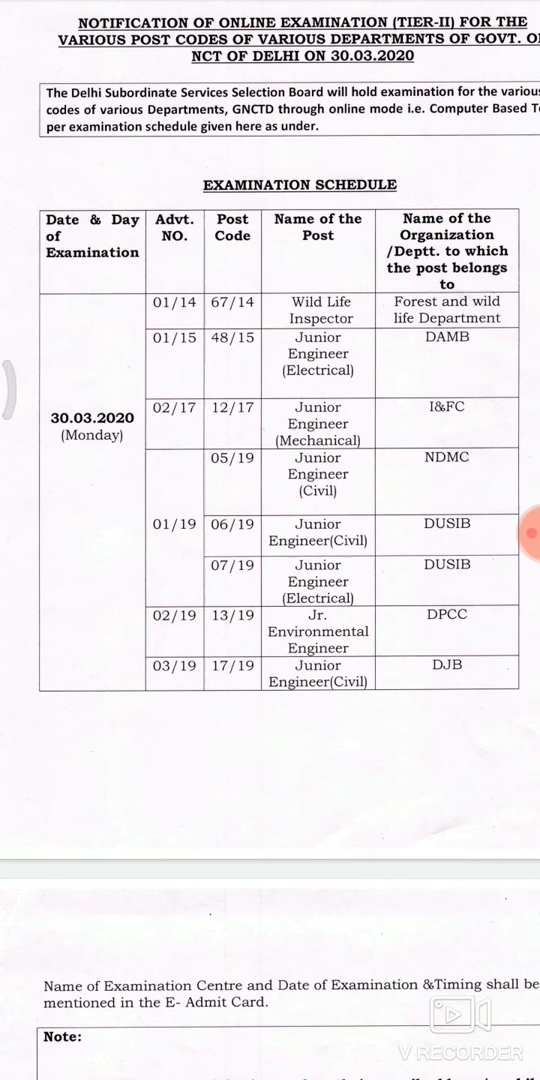 NOTIFICATION OF ONLINE EXAMINATION (TIER-II) FOR THE
VARIOUS POST CODES OF VARIOUS DEPARTMENTS OF GOVT. O
NCT OF DELHI ON 30.03.2020
The Delhi Subordinate Services Selection Board will hold examination for the various
codes of various Departments, GNCTD through online mode i.e. Computer Based T
per examination schedule given here as under.
EXAMINATION SCHEDULE
Date & Day of Examination | Advt. NO. | Post Code | Name of the Post | Name of the Organization /Deptt. to which the post belongs to
30.03.2020 (Monday)
01/14 67/14 Wild Life Inspector Forest and wild life Department
01/15 48/15 Junior Engineer (Electrical) DAMB
02/17 12/17 Junior Engineer (Mechanical) I&FC
01/19
05/19 Junior Engineer (Civil) NDMC
06/19 Junior Engineer(Civil) DUSIB
07/19 Junior Engineer (Electrical) DUSIB
02/19 13/19 Jr. Environmental Engineer DPCC
03/19 17/19 Junior Engineer(Civil) DJB
Name of Examination Centre and Date of Examination &Timing shall be
mentioned in the E- Admit Card.
Note:
V RECORDER